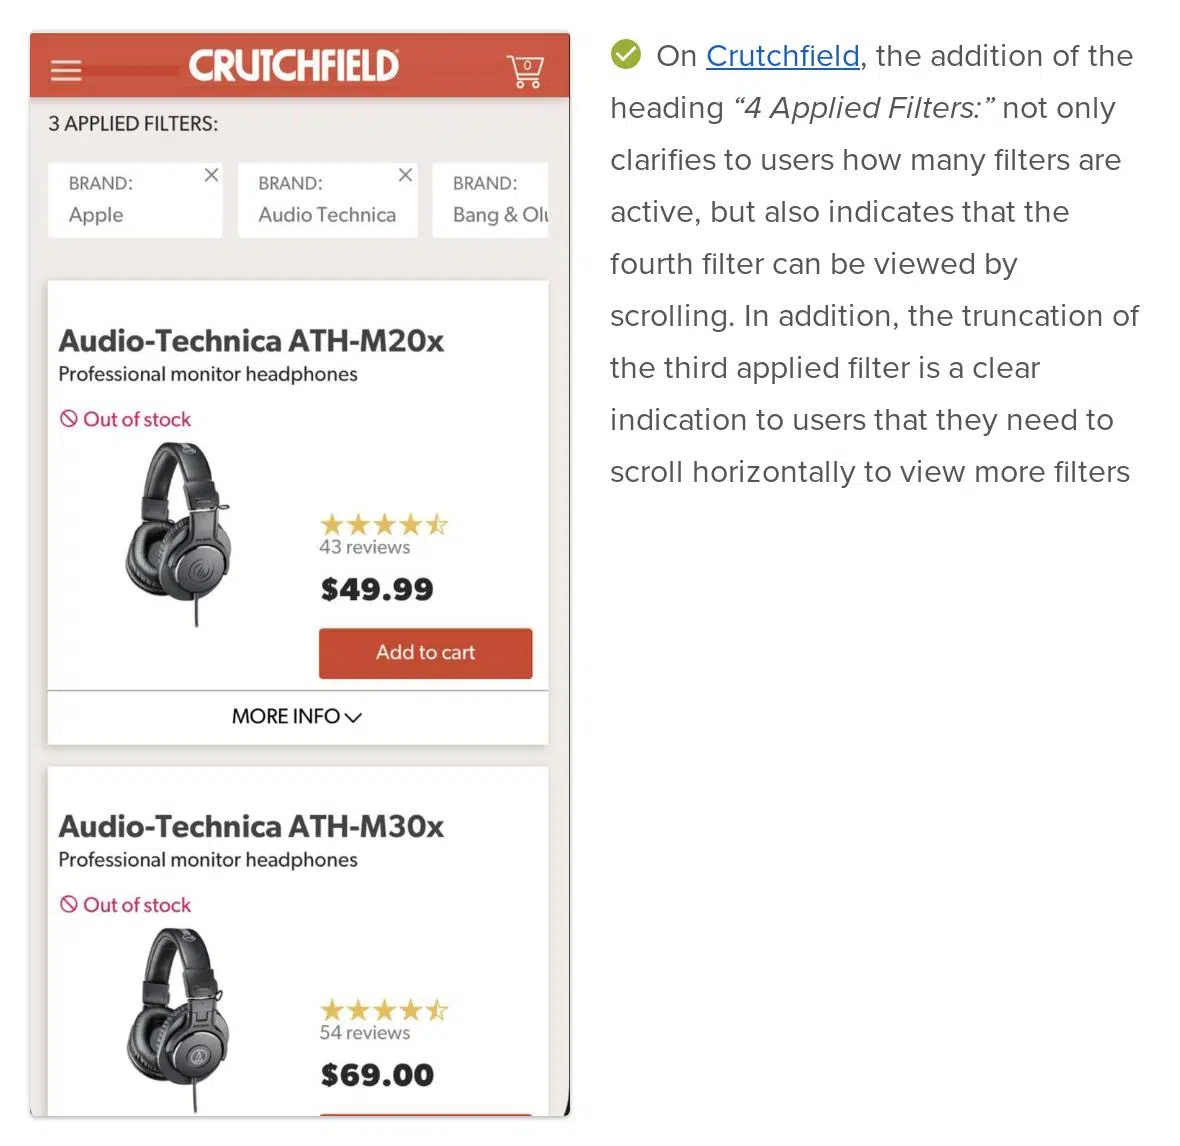 CRUTCHFIELD
0
3 APPLIED FILTERS:
BRAND:
Apple
BRAND:
Audio Technica
BRAND:
Bang & Olu
Audio-Technica ATH-M20x
Professional monitor headphones
Out of stock
43 reviews
$49.99
Add to cart
MORE INFO
Audio-Technica ATH-M30x
Professional monitor headphones
Out of stock
54 reviews
$69.00
On Crutchfield, the addition of the
heading “4 Applied Filters:” not only
clarifies to users how many filters are
active, but also indicates that the
fourth filter can be viewed by
scrolling. In addition, the truncation of
the third applied filter is a clear
indication to users that they need to
scroll horizontally to view more filters